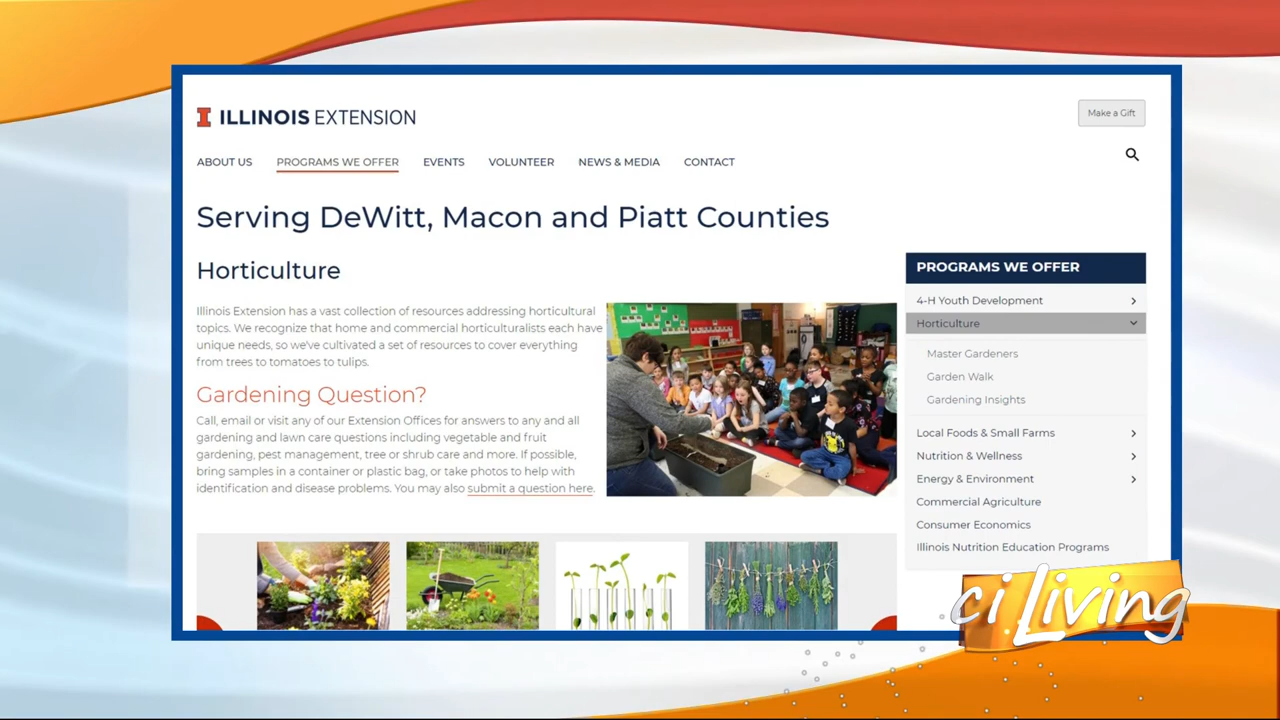 ILLINOIS EXTENSION
Make a Gift
ABOUT US PROGRAMS WE OFFER EVENTS VOLUNTEER NEWS & MEDIA CONTACT
Serving DeWitt, Macon and Piatt Counties
Horticulture
Illinois Extension has a vast collection of resources addressing horticultural
topics. We recognize that home and commercial horticulturalists each have
unique needs, so we've cultivated a set of resources to cover everything
from trees to tomatoes to tulips.
Gardening Question?
Call, email or visit any of our Extension Offices for answers to any and all
gardening and lawn care questions including vegetable and fruit
gardening, pest management, tree or shrub care and more. If possible,
bring samples in a container or plastic bag, or take photos to help with
identification and disease problems. You may also submit a question here.
PROGRAMS WE OFFER
4-H Youth Development
Horticulture
Master Gardeners
Garden Walk
Gardening Insights
Local Foods & Small Farms
Nutrition & Wellness
Energy & Environment
Commercial Agriculture
Consumer Economics
Illinois Nutrition Education Programs
ci Living